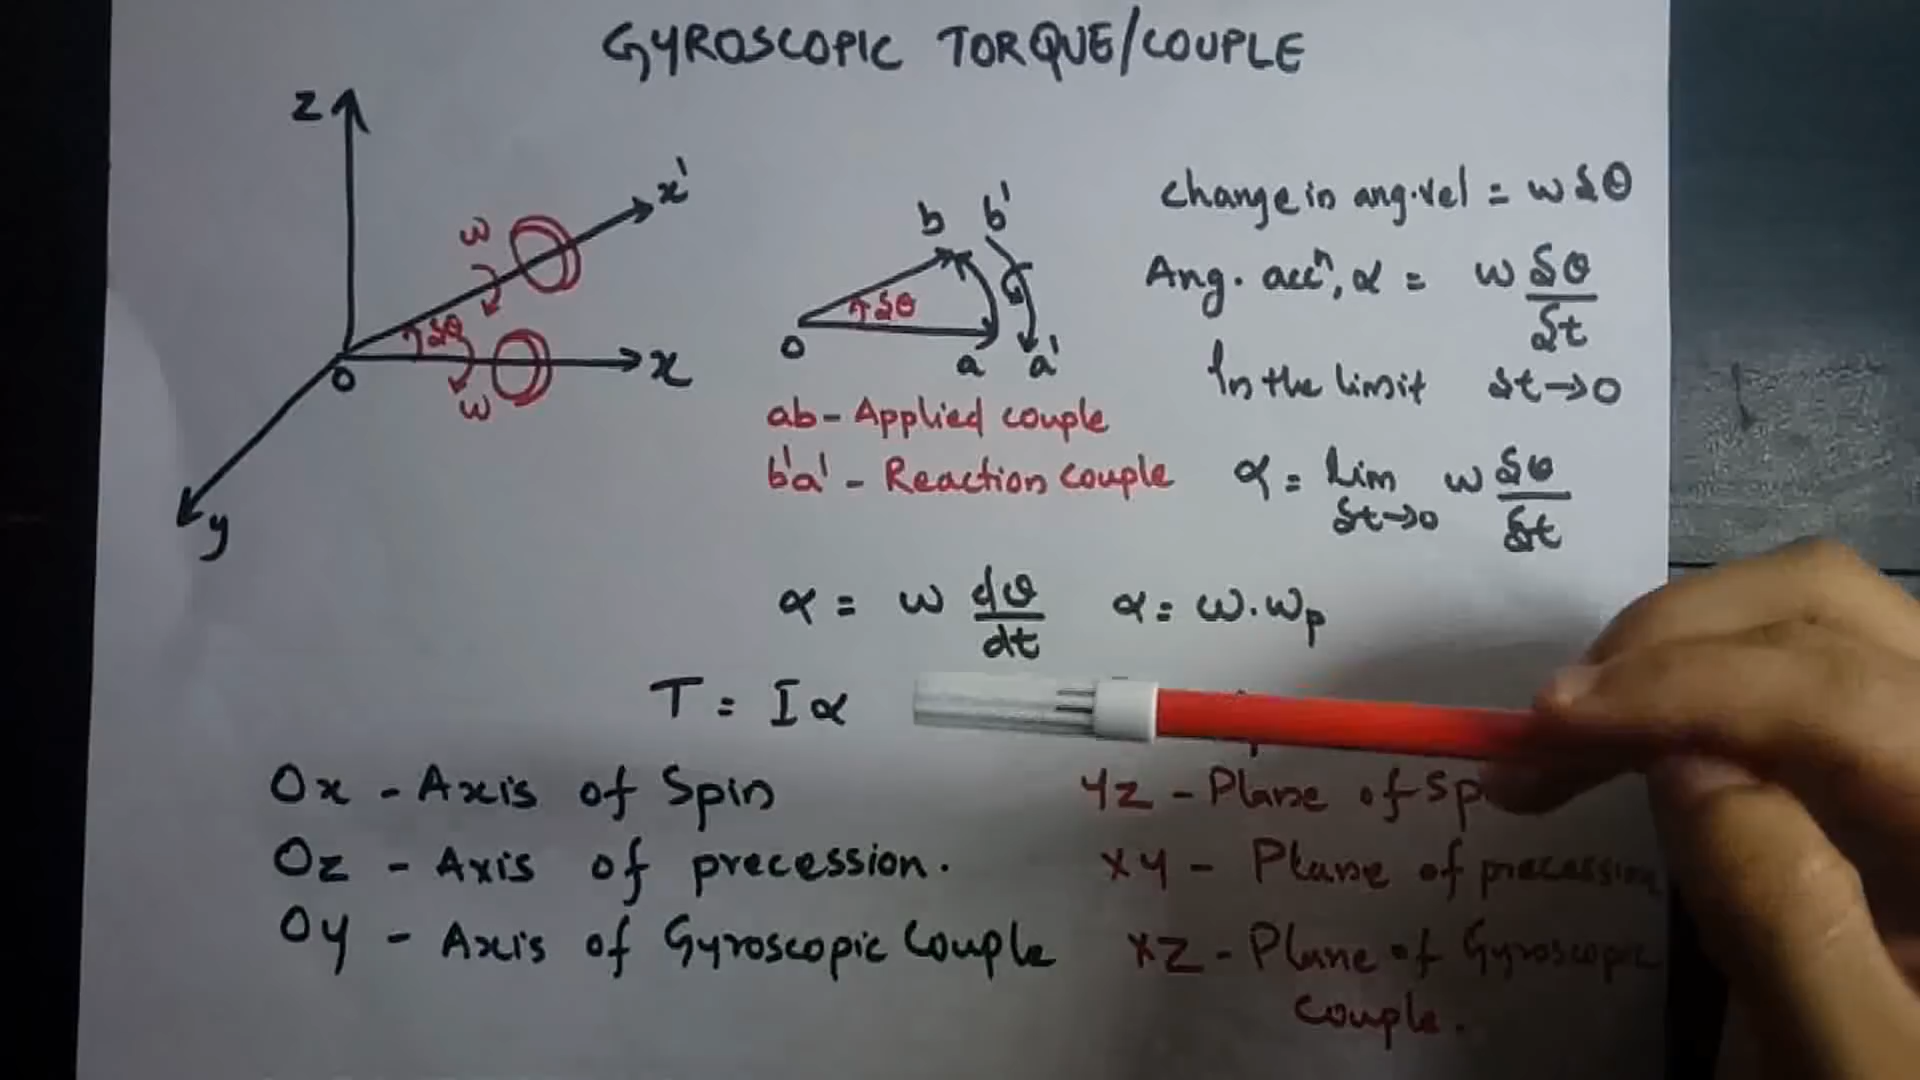 GYROSCOPIC TORQUE/COUPLE
z
x'
ω
δθ
ω
x
o
y
b b'
δθ
o
a a'
ab - Applied couple
b'a' - Reaction couple
Change in ang.vel = ω δθ
Ang. accⁿ, α = ω δθ/δt
In the limit δt → 0
α = Lim δt→0 ω δθ/δt
α = ω dθ/dt α = ω.ωp
T = Iα
Ox - Axis of Spin
Oz - Axis of precession.
Oy - Axis of Gyroscopic Couple
YZ - Plane of
XY - Plane of precession
XZ - Plane of Gyroscopic
Couple.